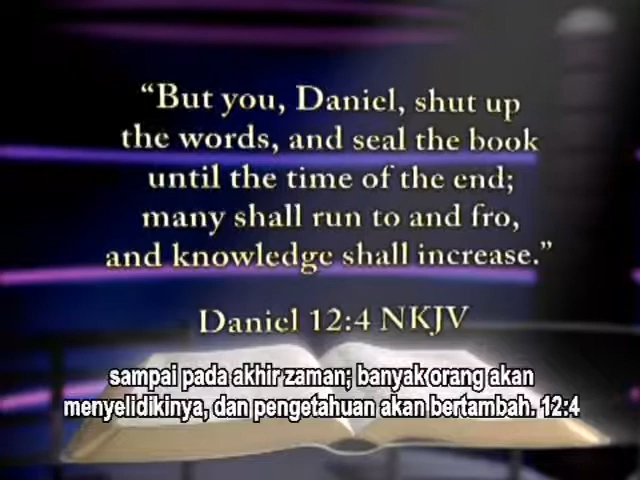 “But you, Daniel, shut up
the words, and seal the book
until the time of the end;
many shall run to and fro,
and knowledge shall increase.”
Daniel 12:4 NKJV
sampai pada akhir zaman; banyak orang akan
menyelidikinya, dan pengetahuan akan bertambah. 12:4